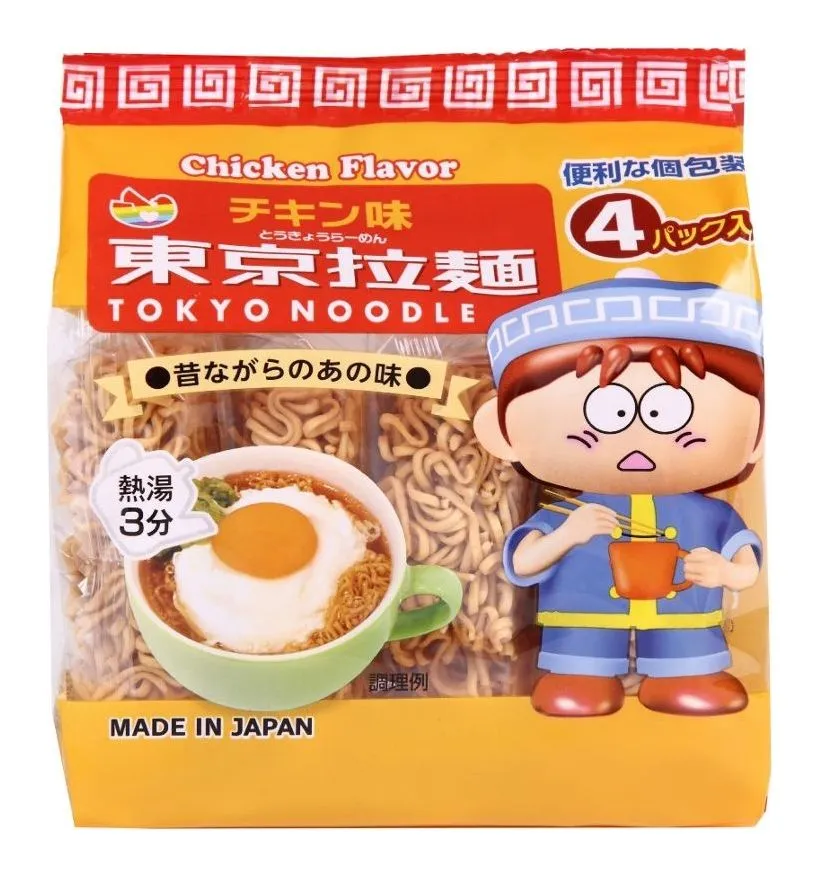 Chicken Flavor
チキン味
とうきょうらーめん
東京拉麺
TOKYO NOODLE
便利な個包装
4パック入
●昔ながらのあの味●
熱湯
3分
調理例
MADE IN JAPAN